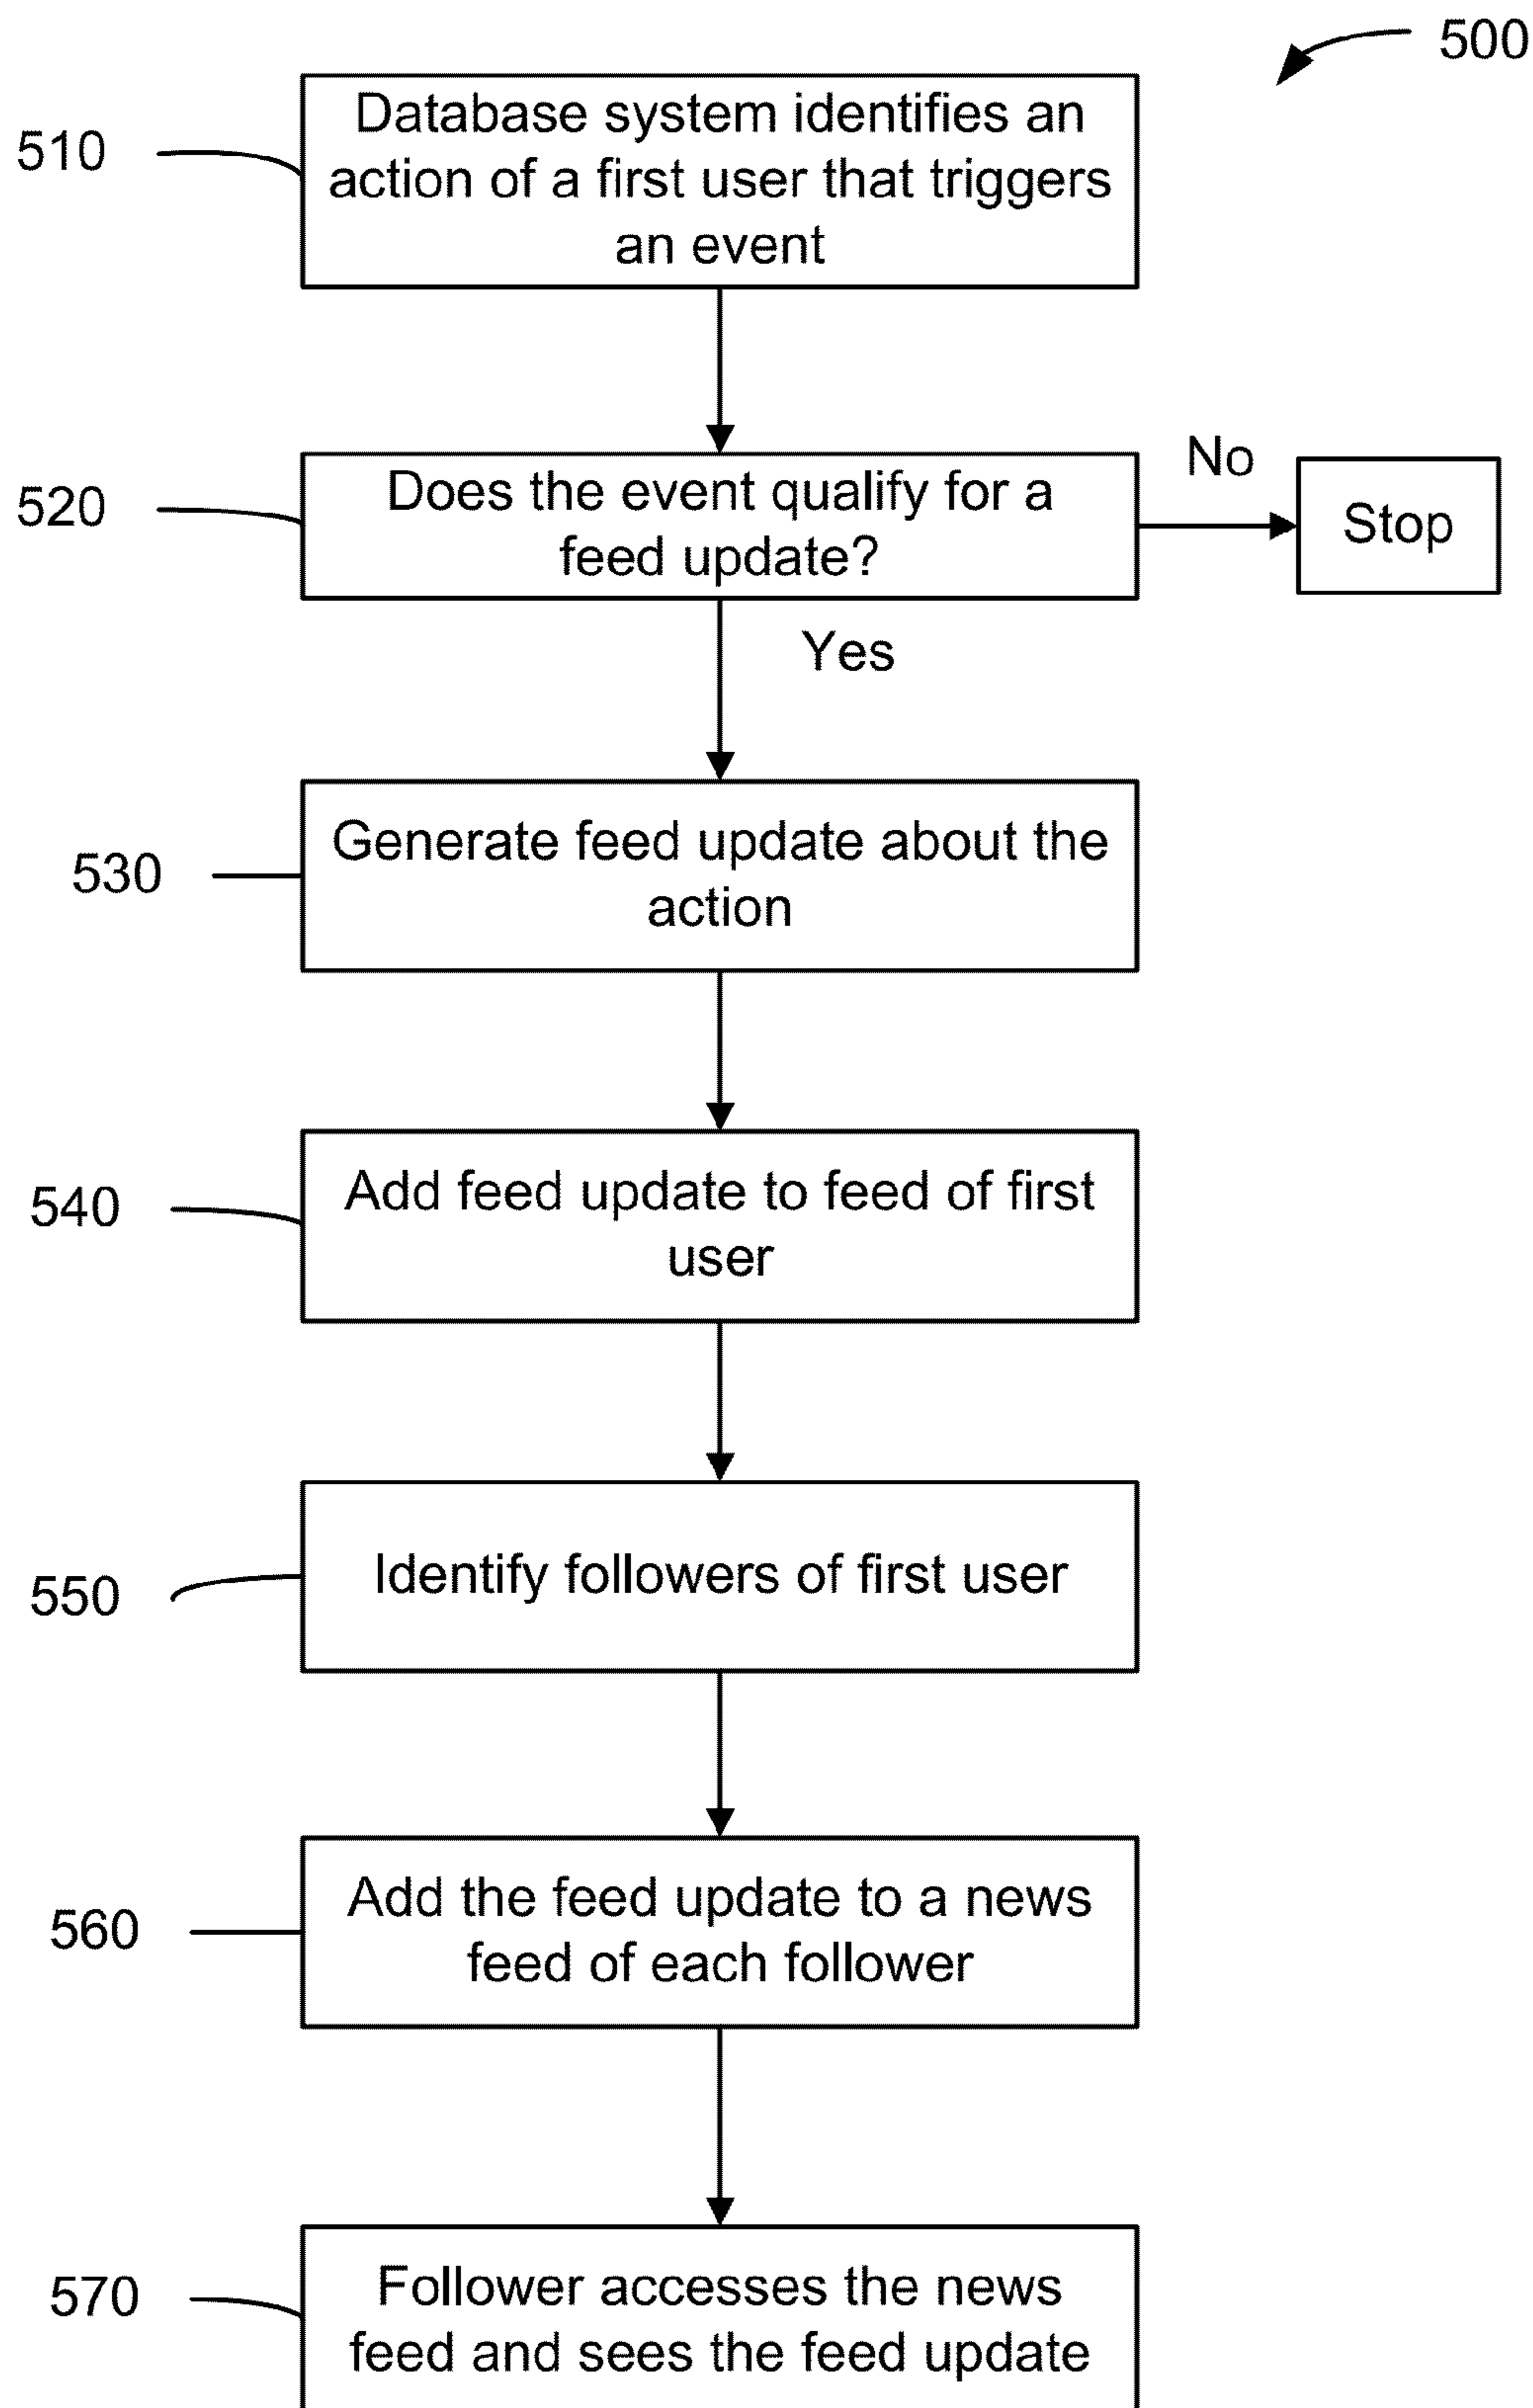 500
510
Database system identifies an
action of a first user that triggers
an event
520
Does the event qualify for a
feed update?
No
Stop
Yes
530
Generate feed update about the
action
540
Add feed update to feed of first
user
550
Identify followers of first user
560
Add the feed update to a news
feed of each follower
570
Follower accesses the news
feed and sees the feed update